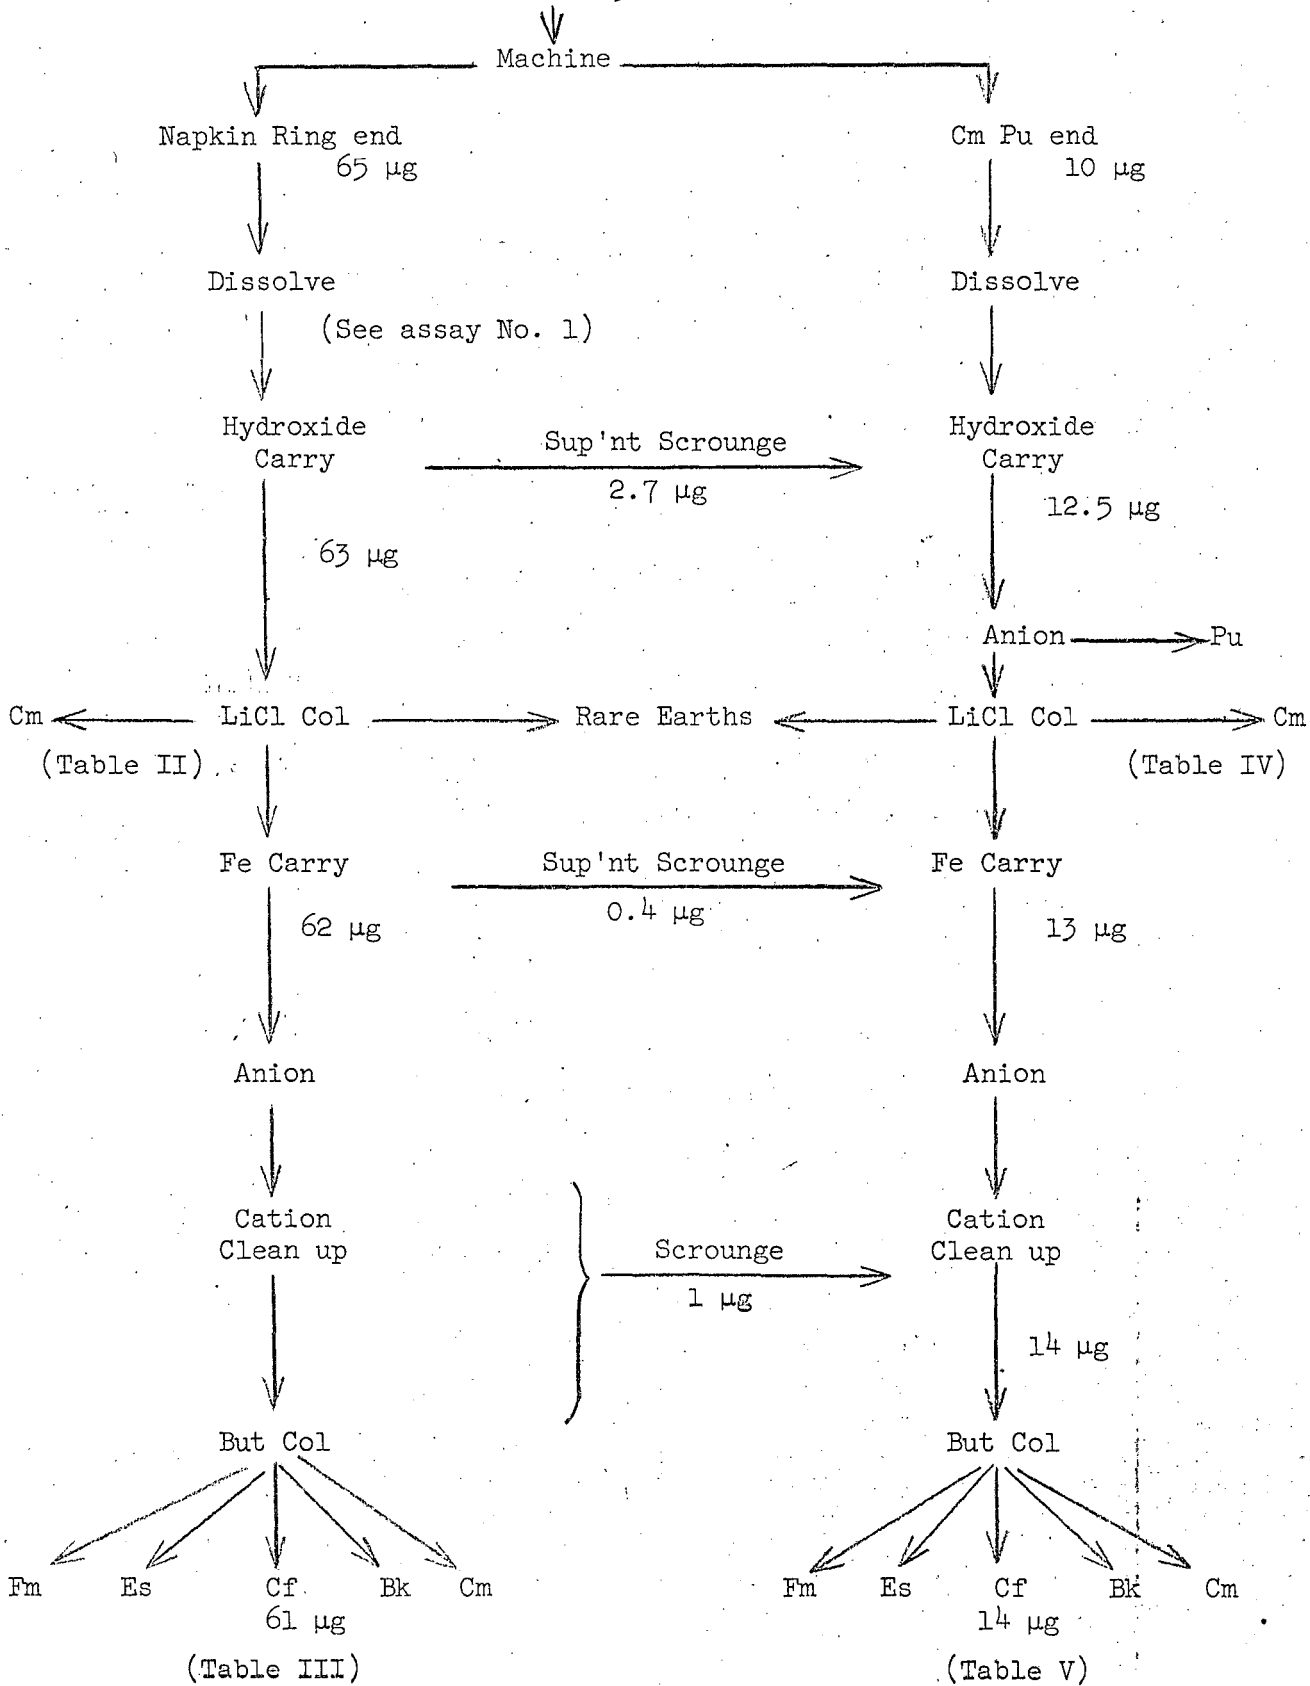 Machine
Napkin Ring end
65 µg
Cm Pu end
10 µg
Dissolve
Dissolve
(See assay No. 1)
Hydroxide
Carry
Sup'nt Scrounge
2.7 µg
Hydroxide
Carry
12.5 µg
63 µg
Anion
Pu
Cm
LiCl Col
Rare Earths
LiCl Col
Cm
(Table II)
(Table IV)
Fe Carry
Sup'nt Scrounge
0.4 µg
Fe Carry
62 µg
13 µg
Anion
Anion
Cation
Clean up
Scrounge
1 µg
Cation
Clean up
14 µg
But Col
But Col
Fm Es Cf Bk Cm
61 µg
(Table III)
Fm Es Cf Bk Cm
14 µg
(Table V)